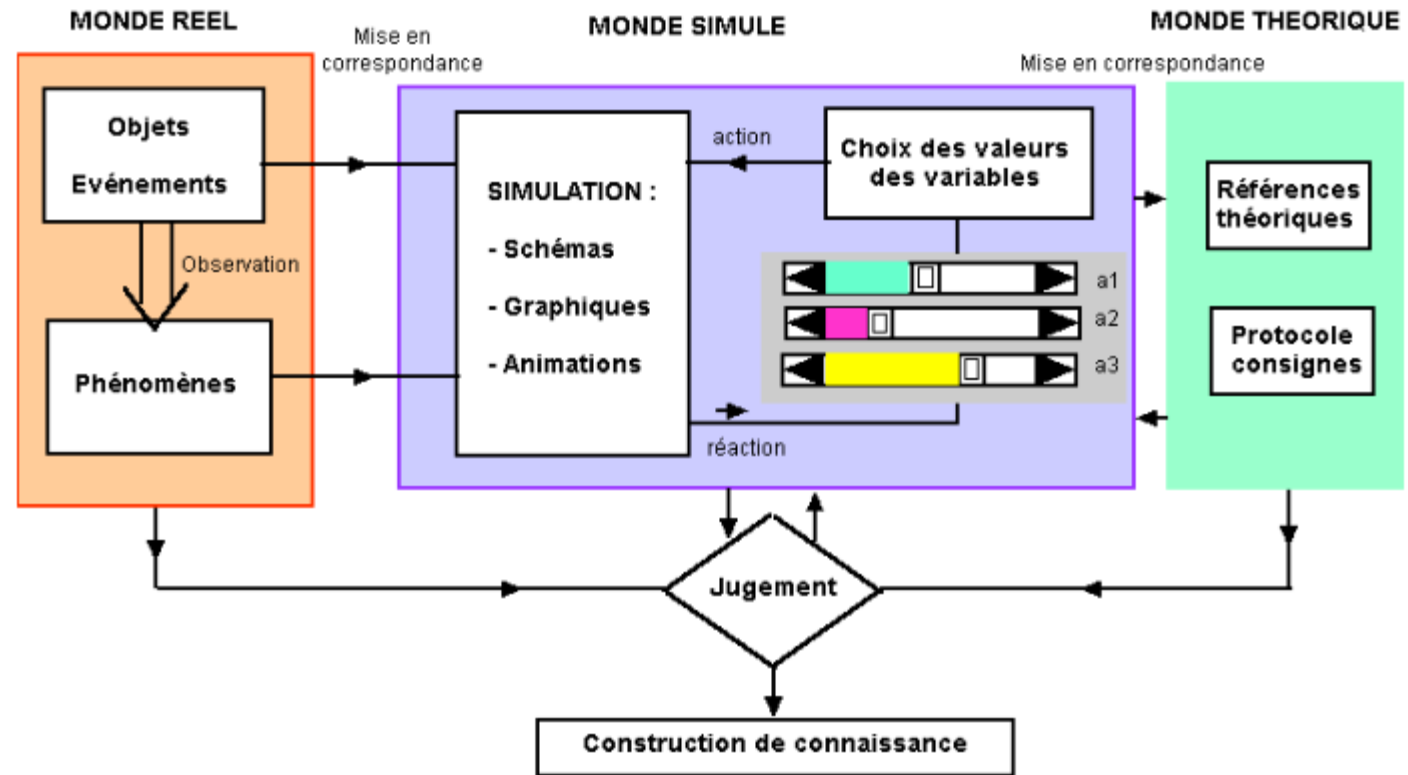 MONDE REEL
Mise en
correspondance
MONDE SIMULE
MONDE THEORIQUE
Mise en correspondance
Objets
Evénements
Observation
Phénomènes
SIMULATION :
- Schémas
- Graphiques
- Animations
action
Choix des valeurs
des variables
a1
a2
a3
réaction
Références
théoriques
Protocole
consignes
Jugement
Construction de connaissance